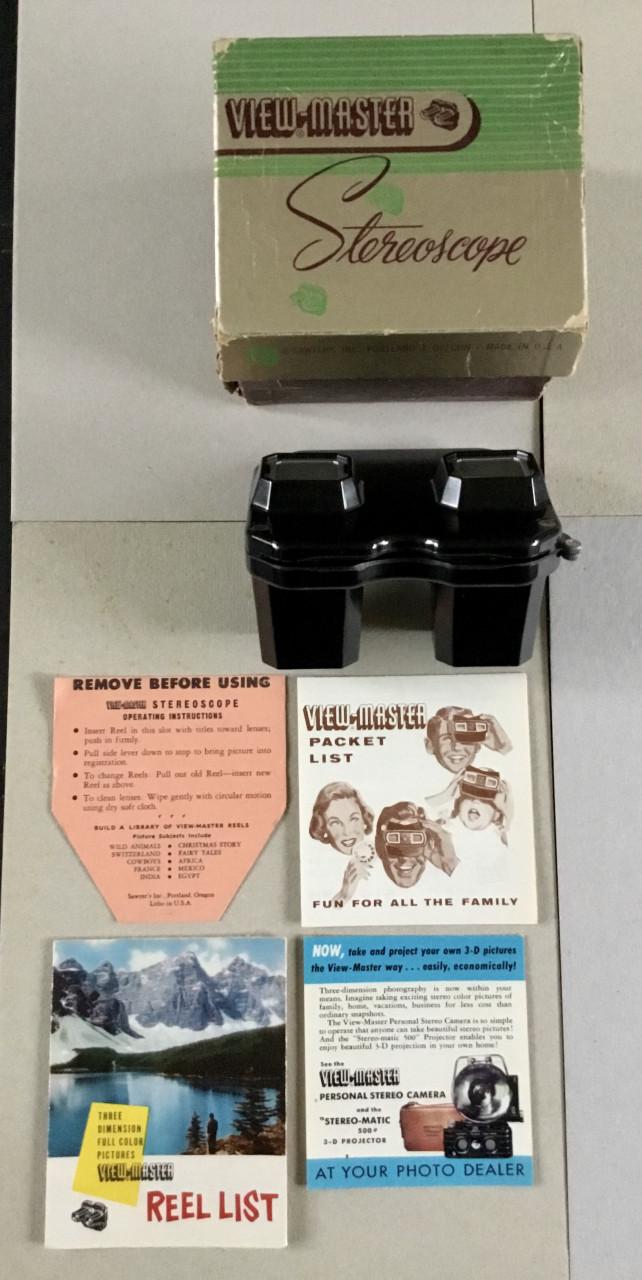 VIEW-MASTER
Stereoscope
© SAWYER'S INC. PORTLAND 7, OREGON - MADE IN U.S.A
REMOVE BEFORE USING
VIEW-MASTER STEREOSCOPE
OPERATING INSTRUCTIONS
● Insert Reel in this slot with titles toward lenses;
push in firmly.
● Pull side lever down to stop to bring picture into
registration.
● To change Reels: Pull out old Reel—insert new
Reel as above.
● To clean lenses: Wipe gently with circular motion
using dry soft cloth.
BUILD A LIBRARY OF VIEW-MASTER REELS
Picture Subjects Include
WILD ANIMALS ● CHRISTMAS STORY
SWITZERLAND ● FAIRY TALES
COWBOYS ● AFRICA
FRANCE ● MEXICO
INDIA ● EGYPT
Sawyer's Inc., Portland, Oregon
Litho in U.S.A.
VIEW-MASTER
PACKET
LIST
FUN FOR ALL THE FAMILY
THREE
DIMENSION
FULL COLOR
PICTURES
VIEW-MASTER
REEL LIST
NOW, take and project your own 3-D pictures
the View-Master way . . . easily, economically!
Three-dimension photography is now within your
means. Imagine taking exciting stereo color pictures of
family, home, vacations, business for less cost than
ordinary snapshots.
The View-Master Personal Stereo Camera is so simple
to operate that anyone can take beautiful stereo pictures!
And the "Stereo-matic 500" Projector enables you to
enjoy beautiful 3-D projection in your own home!
See the
VIEW-MASTER
PERSONAL STEREO CAMERA
and the
"STEREO-MATIC
500"
3-D PROJECTOR
AT YOUR PHOTO DEALER